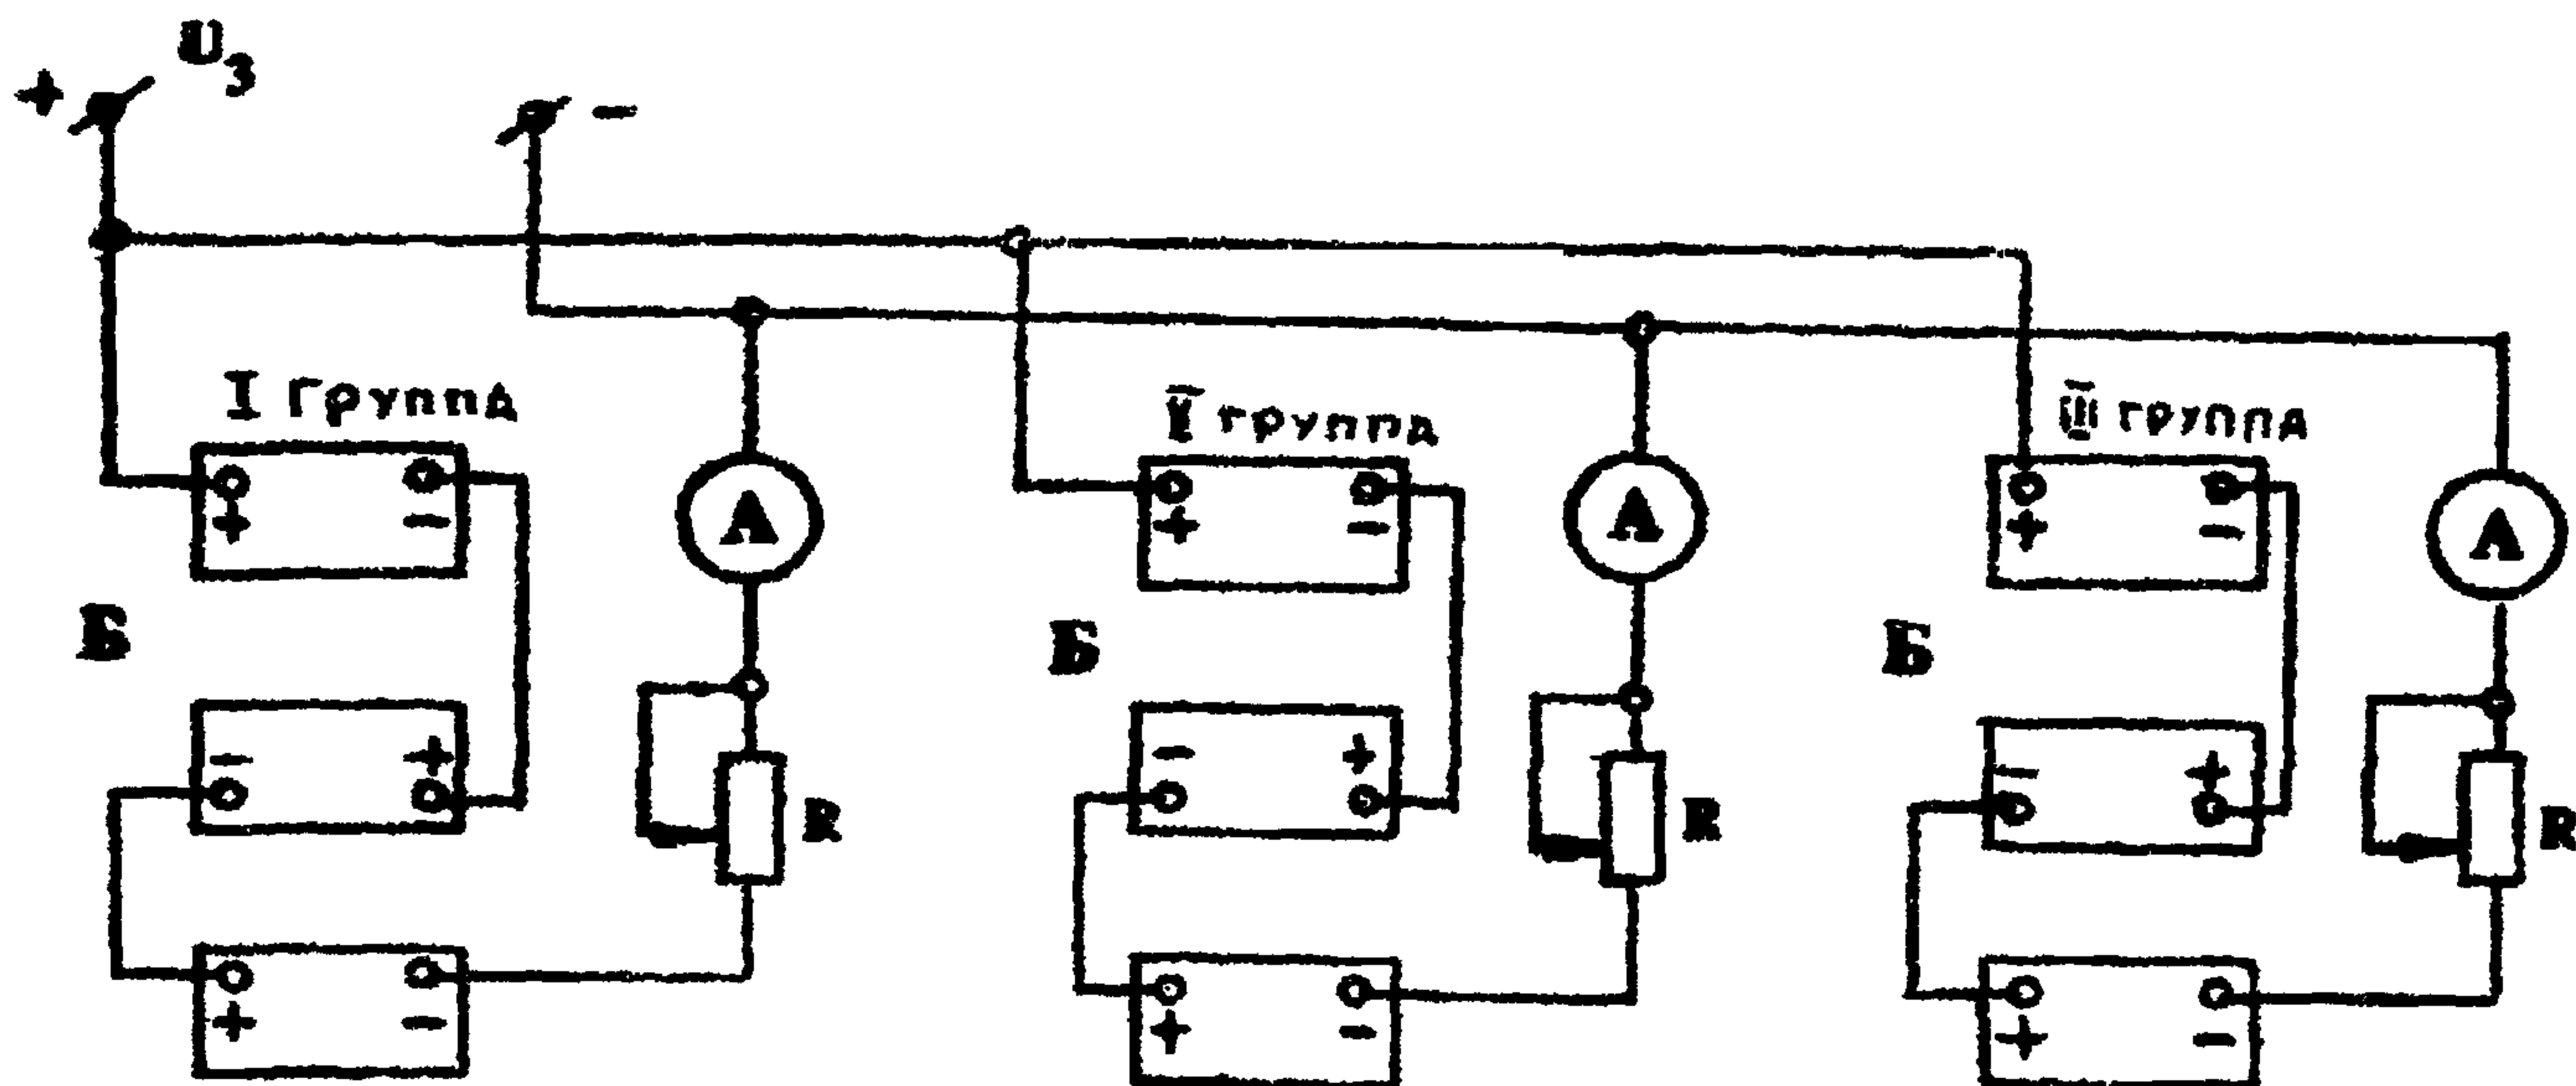 + U₃ -
I группа II группа III группа
+ - + - + -
A A A
Б Б Б
- + - + - +
R R R
+ - + - + -